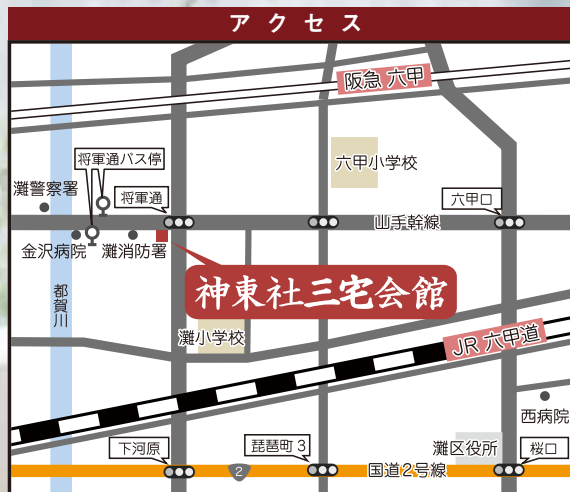 アクセス
阪急 六甲
将軍通バス停
六甲小学校
灘警察署
将軍通
六甲口
山手幹線
金沢病院
灘消防署
都賀川
神東社三宅会館
灘小学校
JR 六甲道
西病院
下河原
琵琶町3
灘区役所
桜口
2
国道2号線